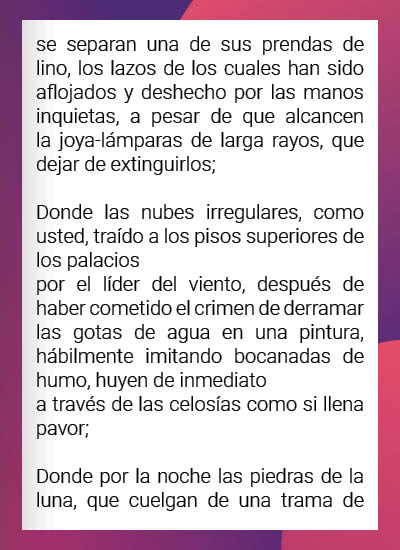 se separan una de sus prendas de
lino, los lazos de los cuales han sido
aflojados y deshecho por las manos
inquietas, a pesar de que alcancen
la joya-lámparas de larga rayos, que
dejar de extinguirlos;

Donde las nubes irregulares, como
usted, traído a los pisos superiores de
los palacios
por el líder del viento, después de
haber cometido el crimen de derramar
las gotas de agua en una pintura,
hábilmente imitando bocanadas de
humo, huyen de inmediato
a través de las celosías como si llena
pavor;

Donde por la noche las piedras de la
luna, que cuelgan de una trama de